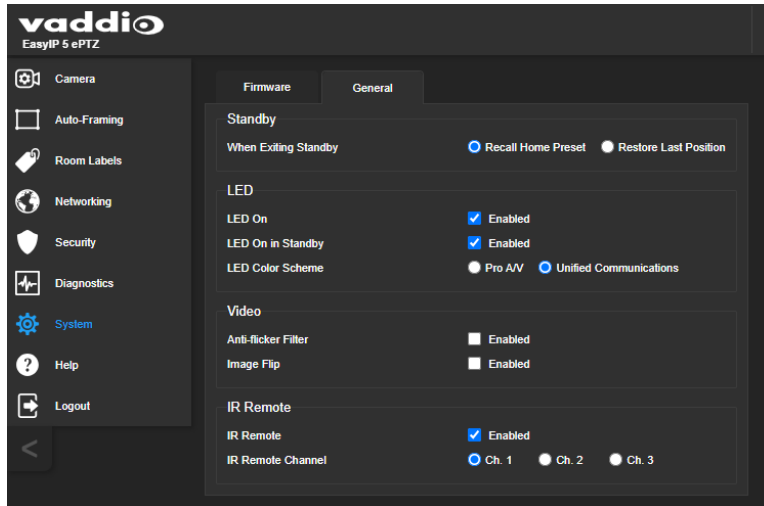 vaddio
EasyIP 5 ePTZ
Camera
Auto-Framing
Room Labels
Networking
Security
Diagnostics
System
Help
Logout
<
Firmware General
Standby
When Exiting Standby Recall Home Preset Restore Last Position
LED
LED On Enabled
LED On in Standby Enabled
LED Color Scheme Pro A/V Unified Communications
Video
Anti-flicker Filter Enabled
Image Flip Enabled
IR Remote
IR Remote Enabled
IR Remote Channel Ch. 1 Ch. 2 Ch. 3